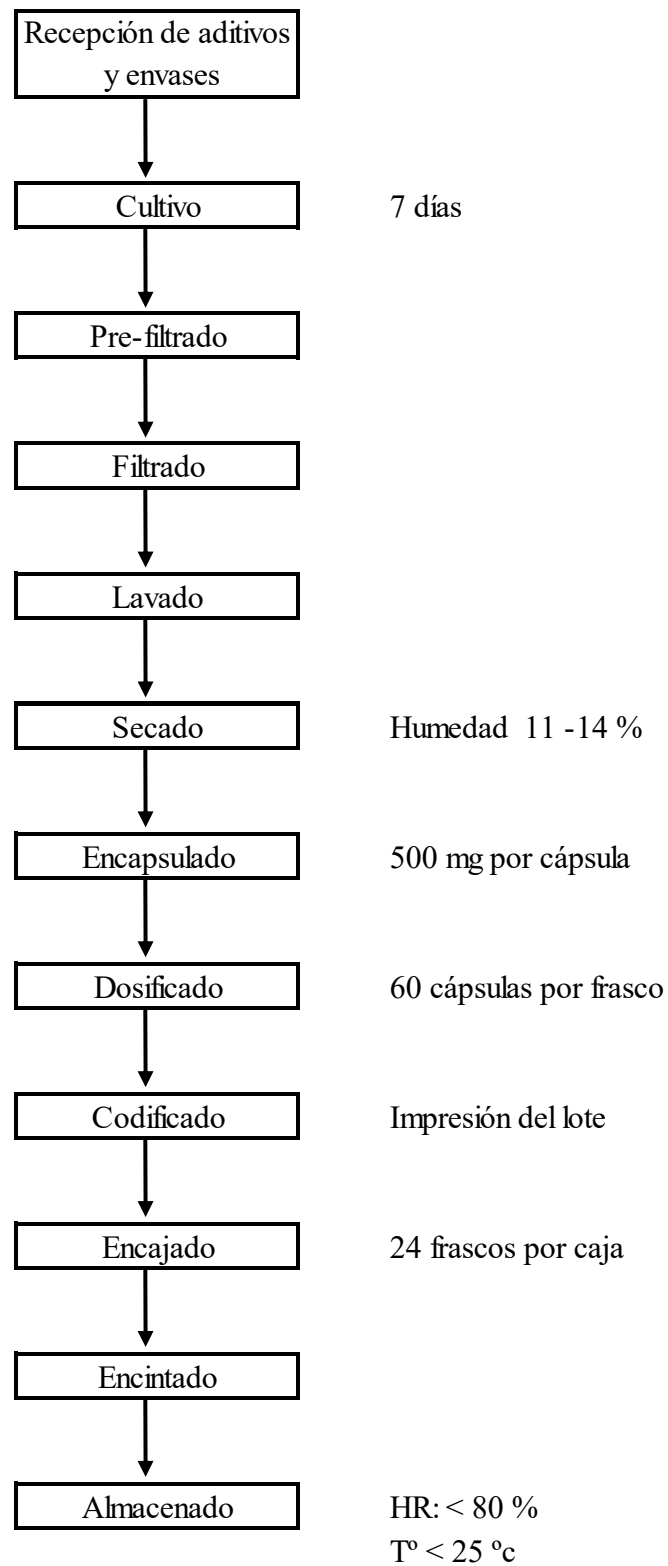 Recepción de aditivos
y envases
Cultivo 7 días
Pre-filtrado
Filtrado
Lavado
Secado Humedad 11 -14 %
Encapsulado 500 mg por cápsula
Dosificado 60 cápsulas por frasco
Codificado Impresión del lote
Encajado 24 frascos por caja
Encintado
Almacenado HR: < 80 %
Tº < 25 ºc